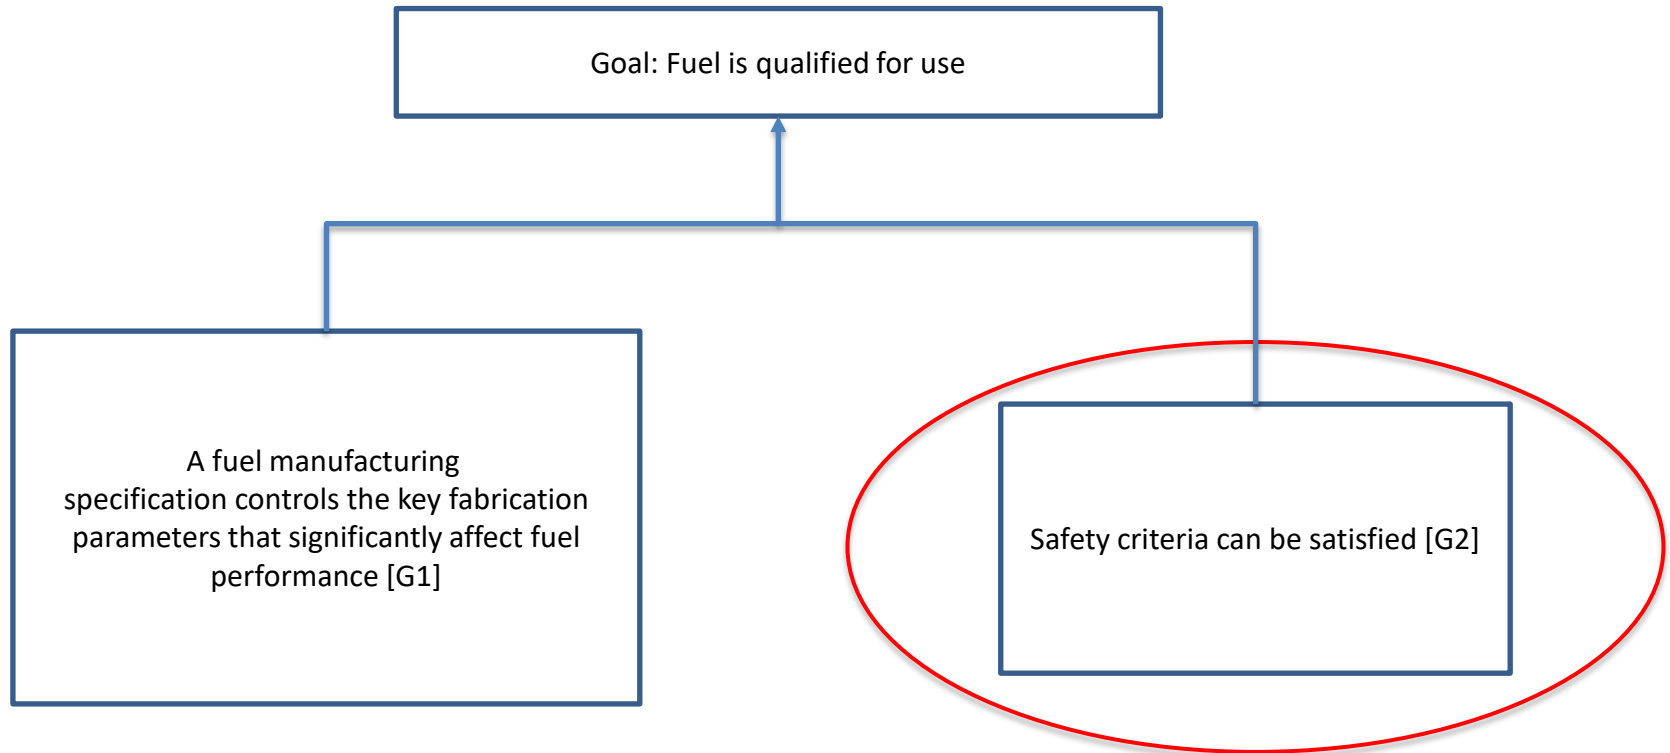 Goal: Fuel is qualified for use
A fuel manufacturing
specification controls the key fabrication
parameters that significantly affect fuel
performance [G1]
Safety criteria can be satisfied [G2]